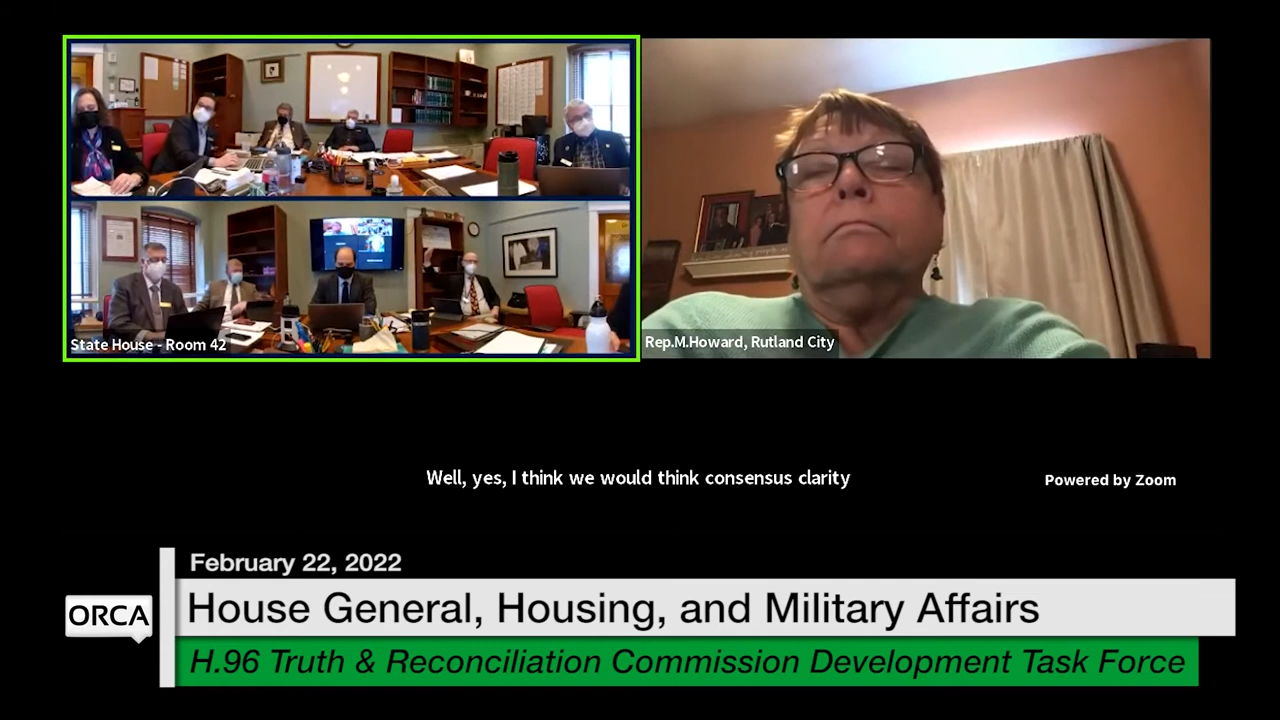 State House - Room 42
Rep.M.Howard, Rutland City
Well, yes, I think we would think consensus clarity
Powered by Zoom
February 22, 2022
ORCA
House General, Housing, and Military Affairs
H.96 Truth & Reconciliation Commission Development Task Force